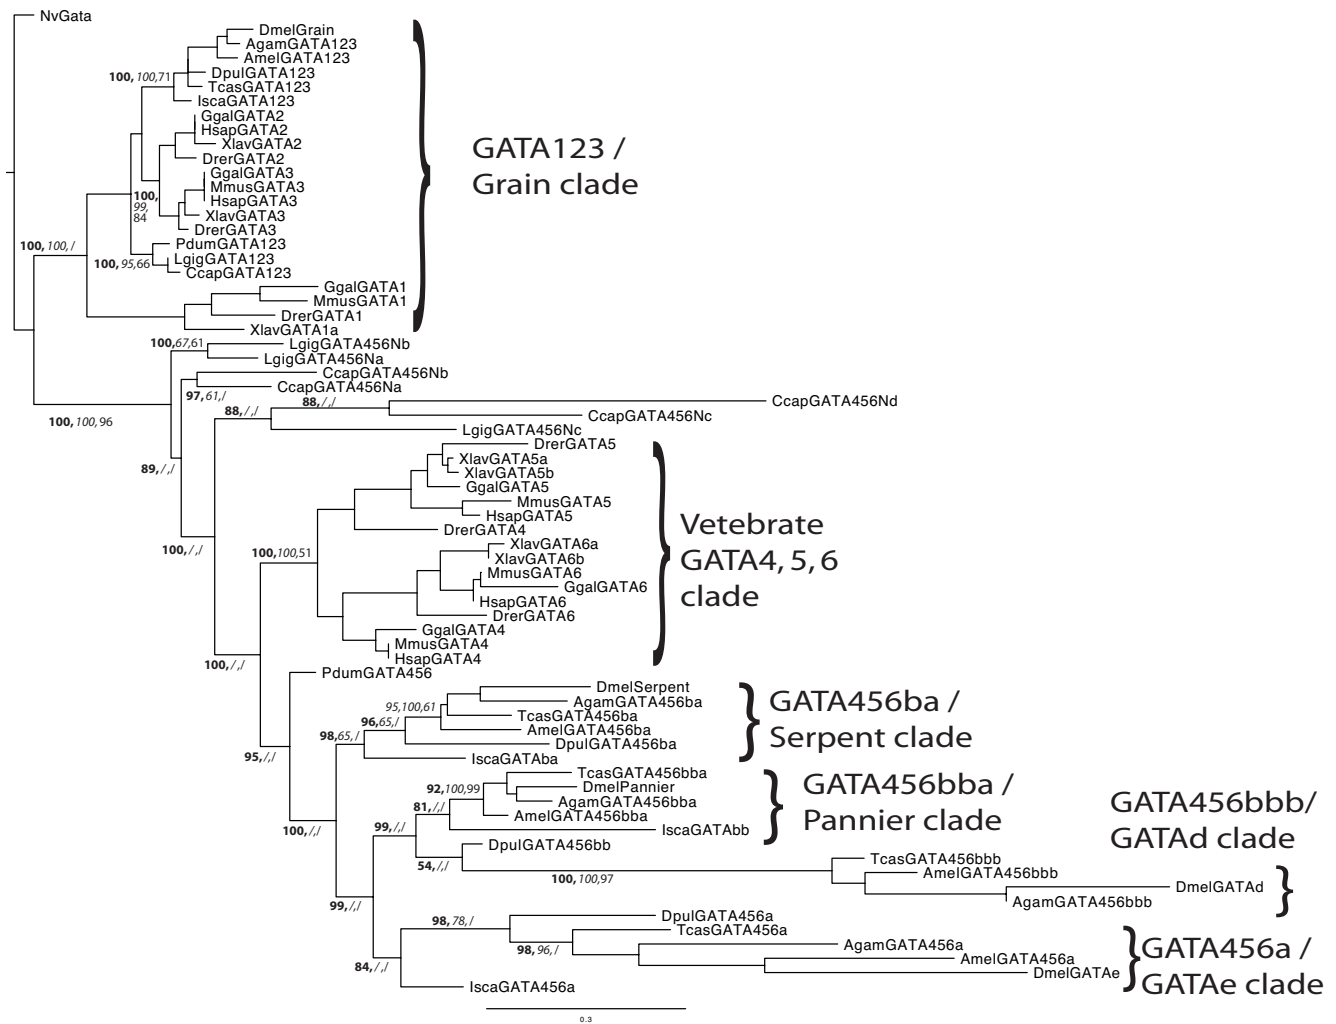 NvGata
DmelGrain
AgamGATA123
AmelGATA123
DpulGATA123
100,100,71
TcasGATA123
IscaGATA123
GgalGATA2
HsapGATA2
XlavGATA2
DrerGATA2
GgalGATA3
MmusGATA3
HsapGATA3
100,
99,
84
XlavGATA3
DrerGATA3
PdumGATA123
100,100,/
LgigGATA123
100,95,66
CcapGATA123
GgalGATA1
MmusGATA1
DrerGATA1
XlavGATA1a
GATA123 /
Grain clade
100,67,61
LgigGATA456Nb
LgigGATA456Na
CcapGATA456Nb
CcapGATA456Na
97,61,/
100,100,96
88,/,/
88,/,/
CcapGATA456Nd
CcapGATA456Nc
LgigGATA456Nc
89,/,/
DrerGATA5
XlavGATA5a
XlavGATA5b
GgalGATA5
MmusGATA5
HsapGATA5
DrerGATA4
100,/,/
100,100,51
XlavGATA6a
XlavGATA6b
MmusGATA6
GgalGATA6
HsapGATA6
DrerGATA6
GgalGATA4
MmusGATA4
HsapGATA4
Vetebrate
GATA4, 5, 6
clade
100,/,/
PdumGATA456
DmelSerpent
AgamGATA456ba
95,100,61
TcasGATA456ba
96,65,/
AmelGATA456ba
98,65,/
DpulGATA456ba
IscaGATAba
GATA456ba /
Serpent clade
95,/,/
TcasGATA456bba
DmelPannier
92,100,99
AgamGATA456bba
81,/,/
AmelGATA456bba
IscaGATAbb
GATA456bba /
Pannier clade
100,/,/
99,/,/
DpulGATA456bb
54,/,/
100,100,97
TcasGATA456bbb
AmelGATA456bbb
DmelGATAd
AgamGATA456bbb
GATA456bbb/
GATAd clade
99,/,/
98,78,/
DpulGATA456a
TcasGATA456a
98,96,/
AgamGATA456a
AmelGATA456a
DmelGATAe
84,/,/
IscaGATA456a
GATA456a /
GATAe clade
0.3